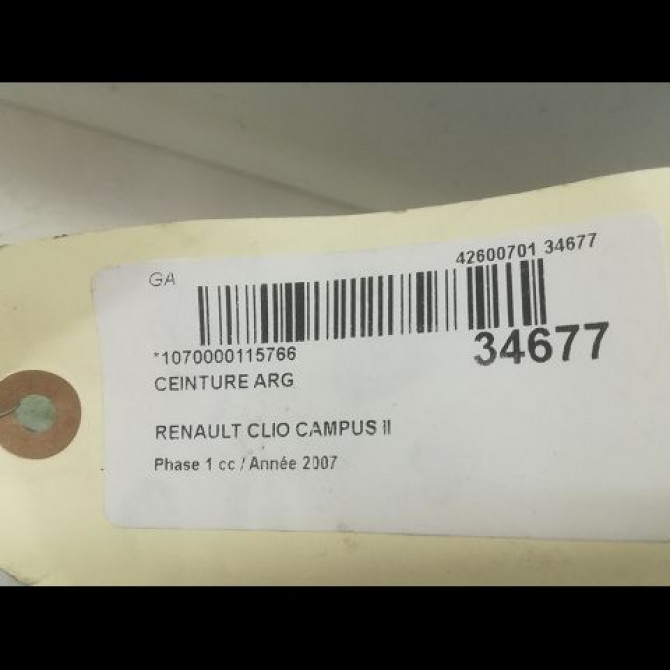 GA
42600701 34677
*1070000115766
34677
CEINTURE ARG
RENAULT CLIO CAMPUS II
Phase 1 cc / Année 2007